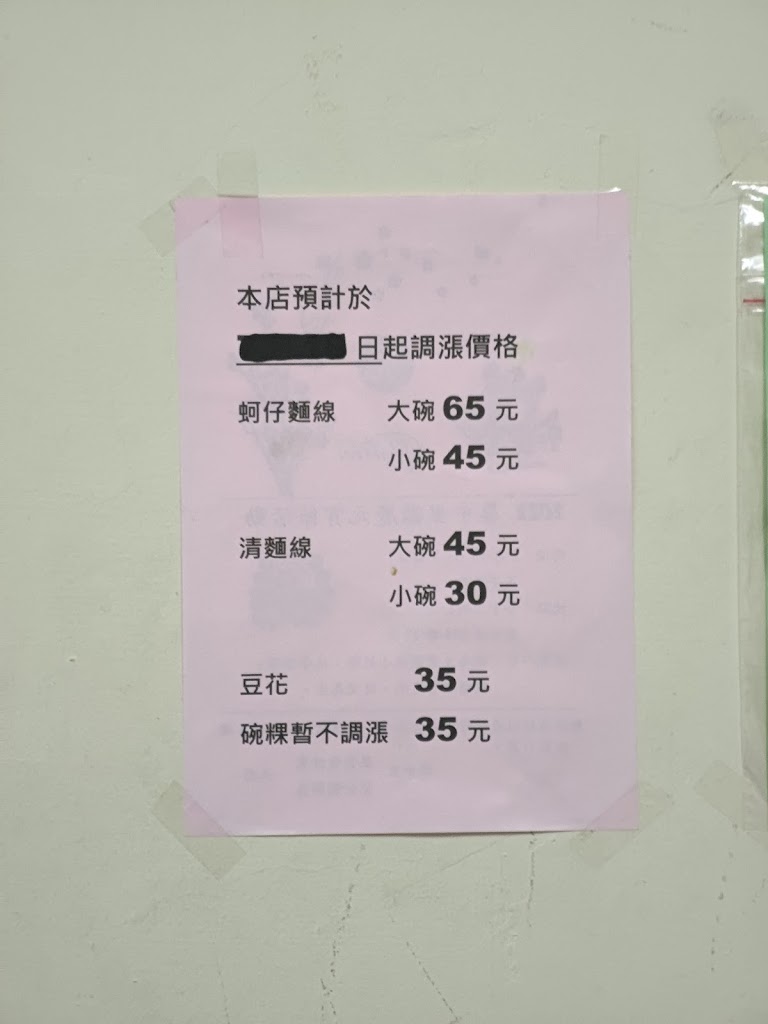 本店預計於
日起調漲價格
蚵仔麵線 大碗 65 元
小碗 45 元
清麵線 大碗 45 元
小碗 30 元
豆花 35 元
碗粿暫不調漲 35 元